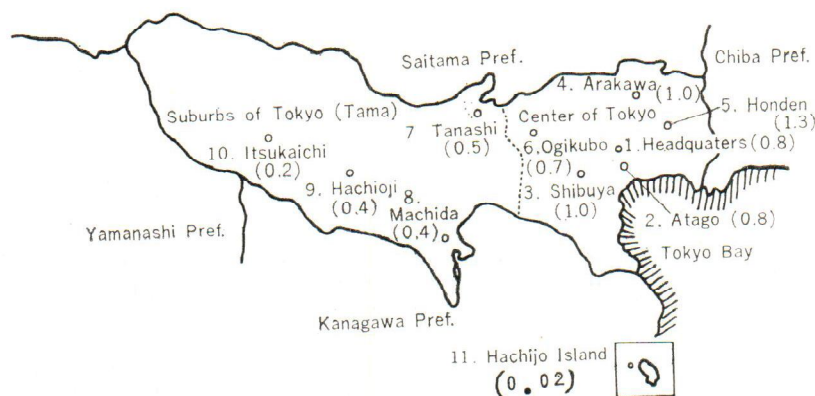 Saitama Pref.
Chiba Pref.
4. Arakawa
(1.0)
Suburbs of Tokyo (Tama)
Center of Tokyo
5. Honden
(1.3)
7 Tanashi
(0.5)
10. Itsukaichi
(0.2)
6.Ogikubo
(0.7)
1.Headquaters
(0.8)
9. Hachioji
(0.4)
8.
Machida
(0.4)
3. Shibuya
(1.0)
2. Atago (0.8)
Yamanashi Pref.
Tokyo Bay
Kanagawa Pref.
11. Hachijo Island
(0.02)